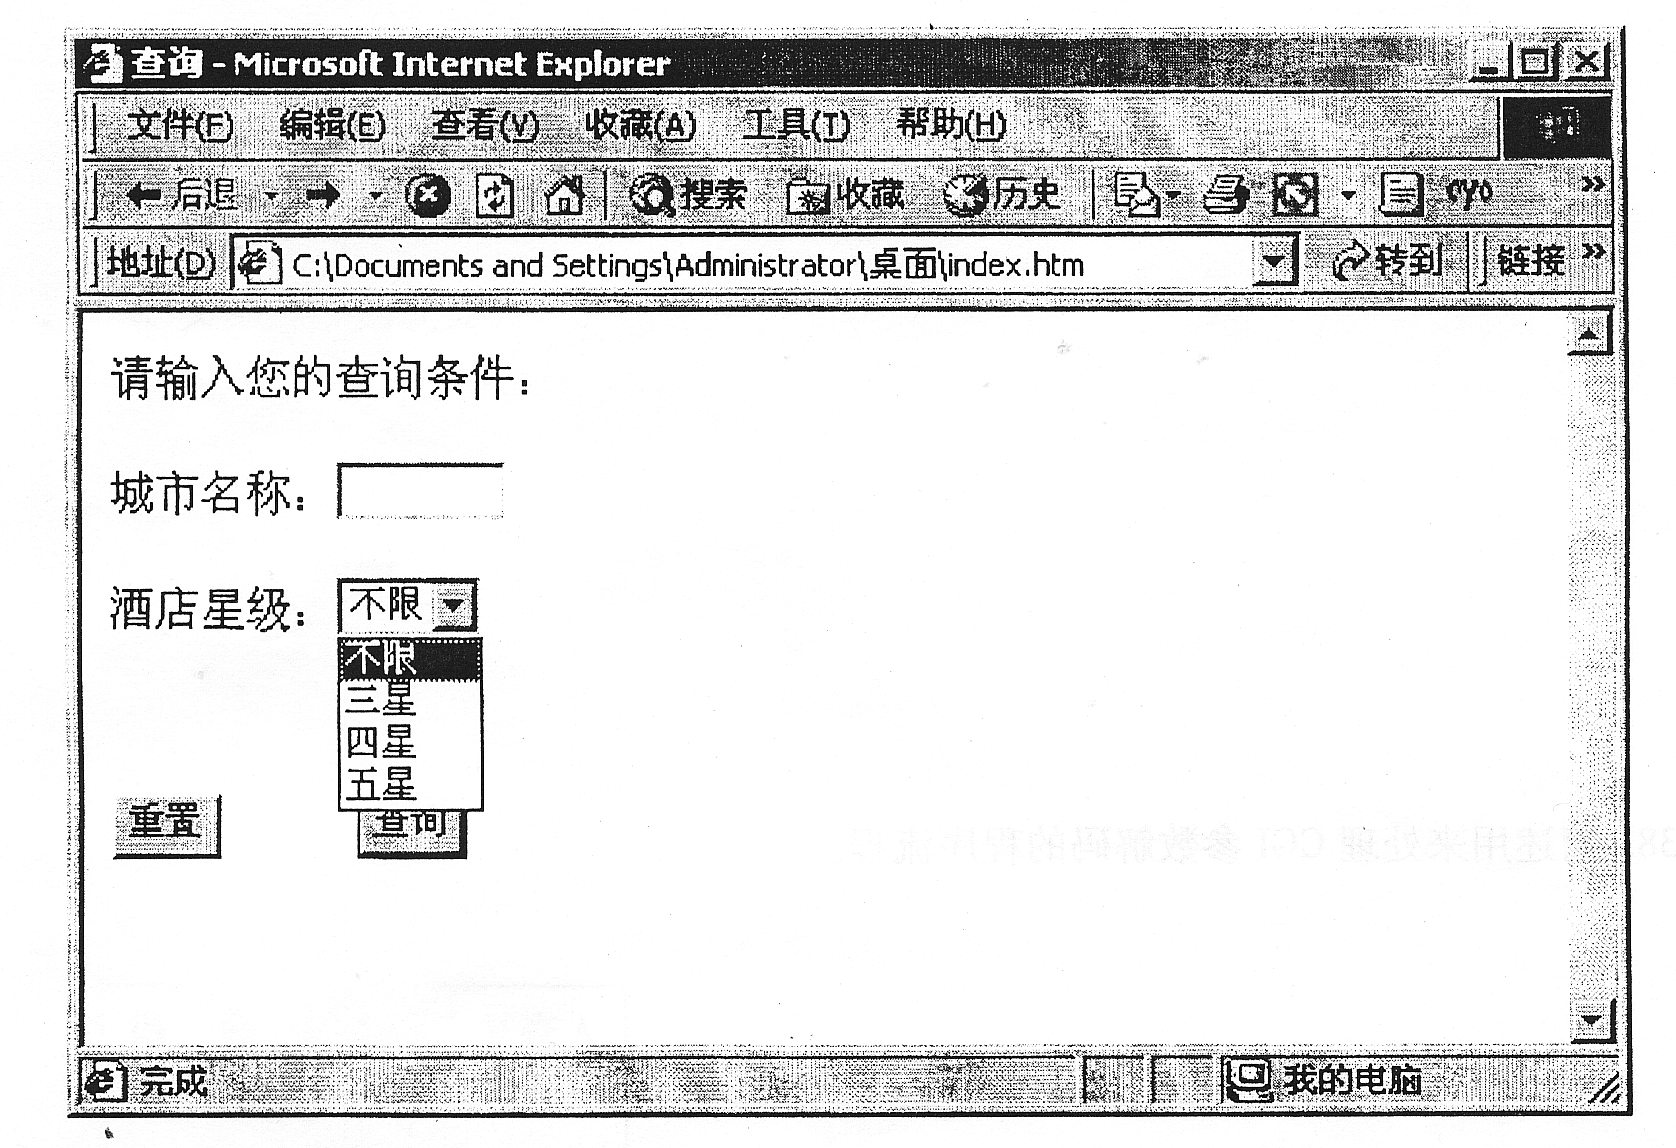 查询 - Microsoft Internet Explorer
文件(F) 编辑(E) 查看(V) 收藏(A) 工具(T) 帮助(H)
后退 搜索 收藏 历史 »
地址(D) C:\Documents and Settings\Administrator\桌面\index.htm 转到 链接 »
请输入您的查询条件：
城市名称：
酒店星级： 不限
不限
三星
四星
五星
重置 查询
完成 我的电脑